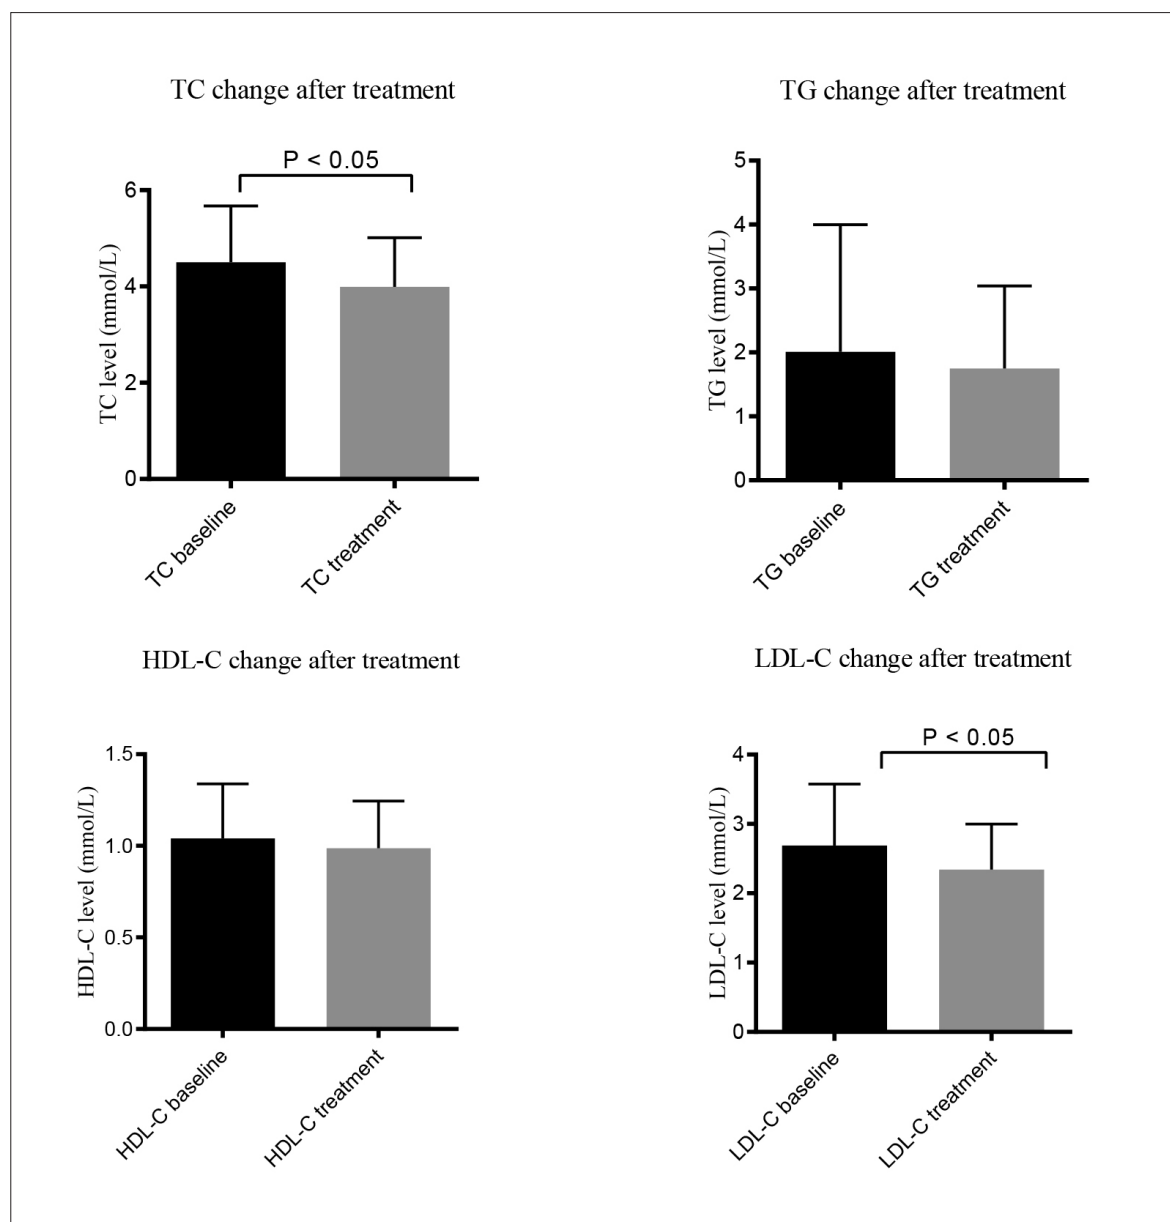 TC change after treatment
P < 0.05
TC level (mmol/L)
6
4
2
0
TC baseline
TC treatment
TG change after treatment
TG level (mmol/L)
5
4
3
2
1
0
TG baseline
TG treatment
HDL-C change after treatment
HDL-C level (mmol/L)
1.5
1.0
0.5
0.0
HDL-C baseline
HDL-C treatment
LDL-C change after treatment
P < 0.05
LDL-C level (mmol/L)
4
3
2
1
0
LDL-C baseline
LDL-C treatment